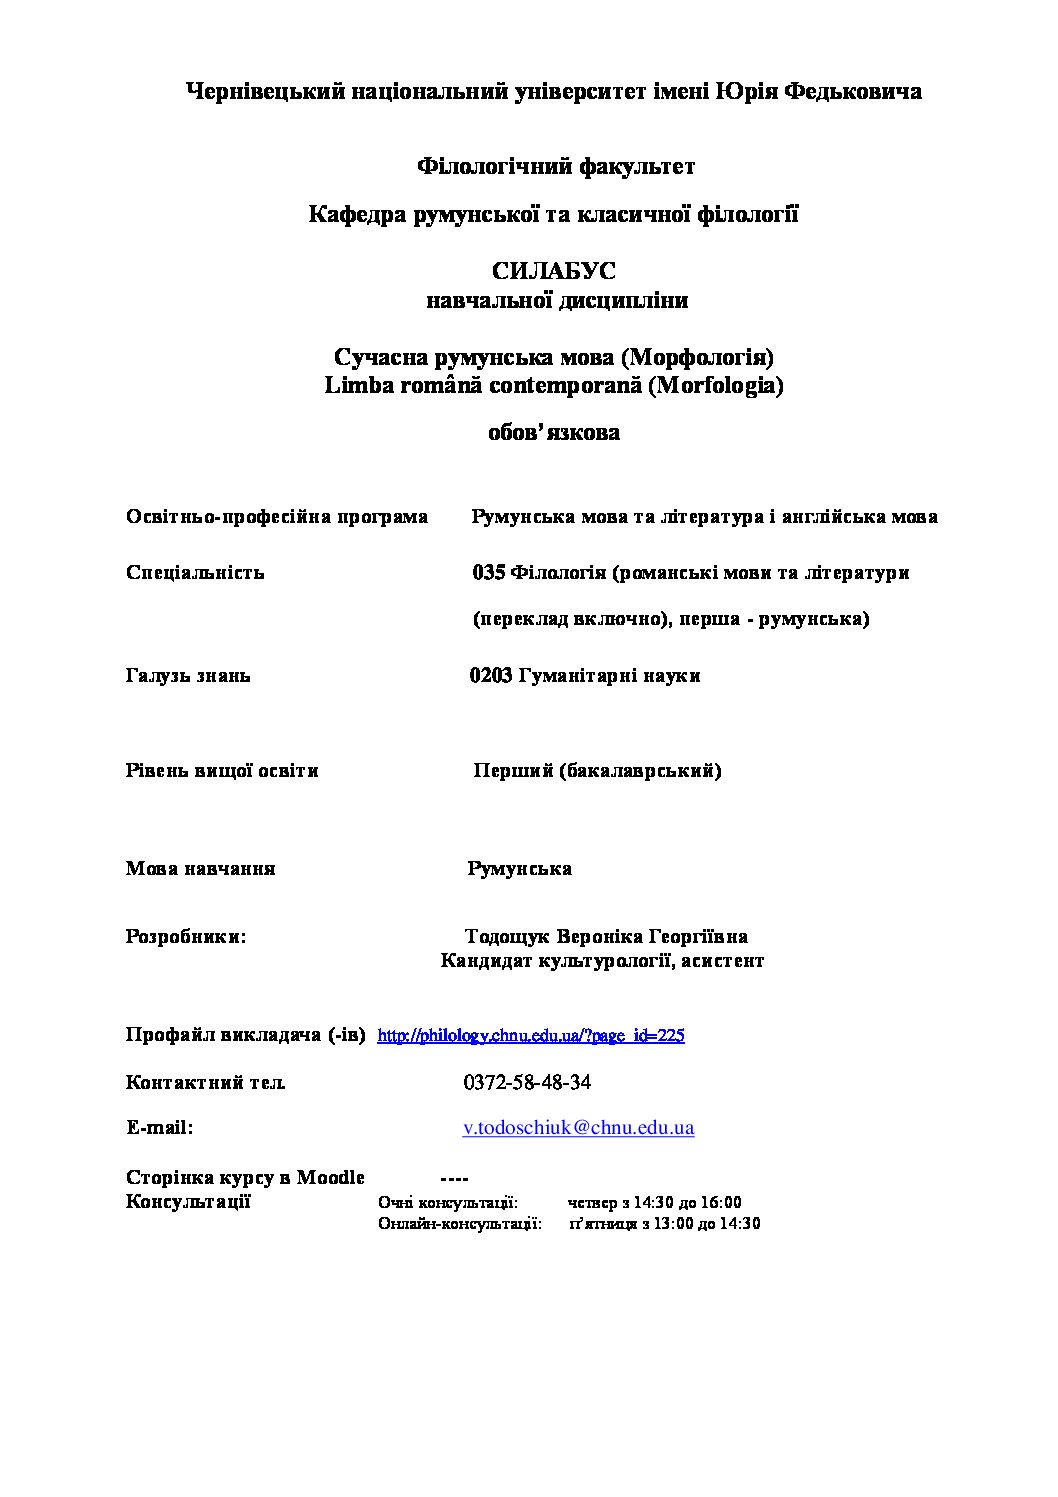 Чернівецький національний університет імені Юрія Федьковича
Філологічний факультет
Кафедра румунської та класичної філології
СИЛАБУС
навчальної дисципліни
Сучасна румунська мова (Морфологія)
Limba română contemporană (Morfologia)
обов’язкова
Освітньо-професійна програма Румунська мова та література і англійська мова
Спеціальність 035 Філологія (романські мови та літератури
(переклад включно), перша - румунська)
Галузь знань 0203 Гуманітарні науки
Рівень вищої освіти Перший (бакалаврський)
Мова навчання Румунська
Розробники: Тодощук Вероніка Георгіївна
Кандидат культурології, асистент
Профайл викладача (-ів) http://philology.chnu.edu.ua/?page_id=225
Контактний тел. 0372-58-48-34
E-mail: v.todoschiuk@chnu.edu.ua
Сторінка курсу в Moodle ----
Консультації Очні консультації: четвер з 14:30 до 16:00
Онлайн-консультації: п’ятниця з 13:00 до 14:30